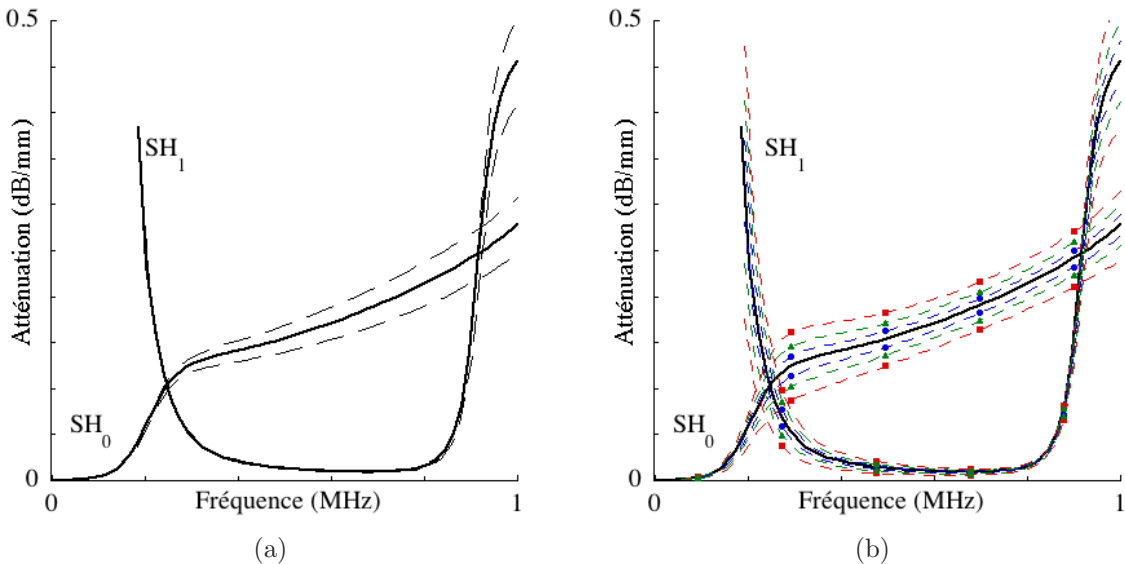 0.5
Atténuation (dB/mm)
SH₁
SH₀
0
Fréquence (MHz)
1
(a)
0.5
Atténuation (dB/mm)
SH₁
SH₀
0
0
Fréquence (MHz)
1
(b)
0